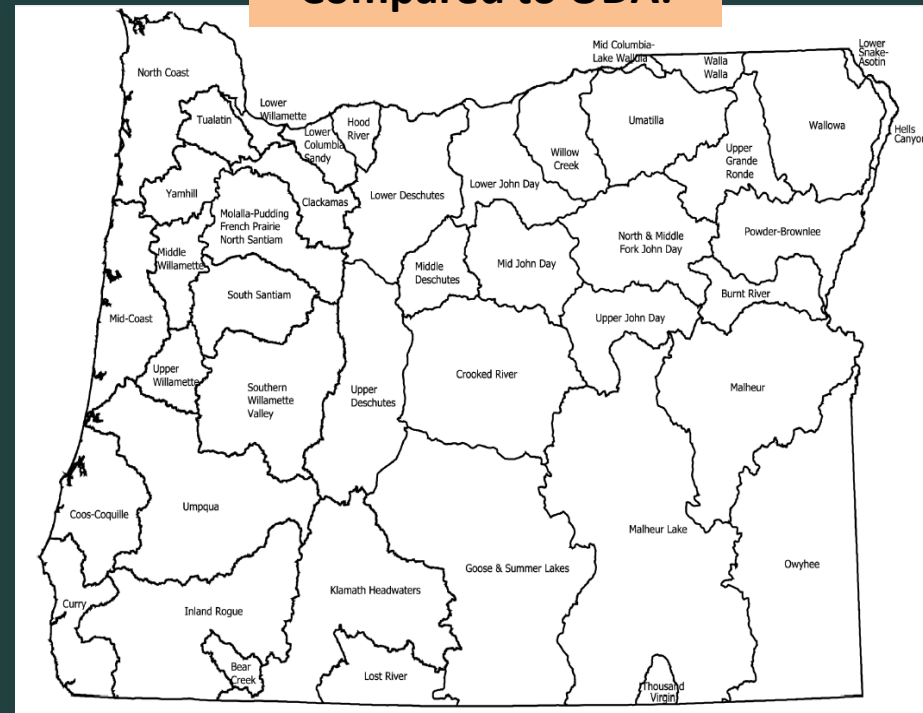 Compared to ODA:
North Coast
Mid Columbia-
Lake Wallula
Walla
Walla
Lower
Snake-
Asotin
Tualatin
Lower
Willamette
Lower
Columbia
Sandy
Hood
River
Willow
Creek
Umatilla
Wallowa
Hells
Canyon
Upper
Grande
Ronde
Yamhill
Clackamas
Lower Deschutes
Lower John Day
Molalla-Pudding
French Prairie
North Santiam
Middle
Willamette
Middle
Deschutes
Mid John Day
North & Middle
Fork John Day
Powder-Brownlee
South Santiam
Burnt River
Mid-Coast
Upper John Day
Upper
Willamette
Southern
Willamette
Valley
Upper
Deschutes
Crooked River
Malheur
Coos-Coquille
Umpqua
Malheur Lake
Owyhee
Goose & Summer Lakes
Curry
Inland Rogue
Klamath Headwaters
Bear
Creek
Lost River
Thousand
Virgin